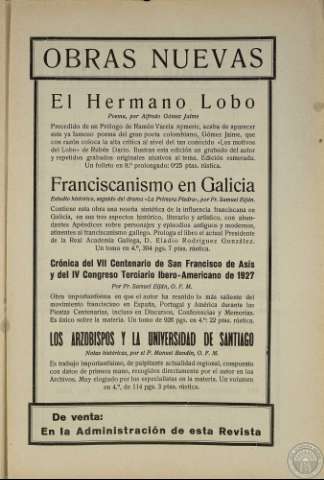 OBRAS NUEVAS
El Hermano Lobo
Poema, por Alfredo Gómez Jaime
Precedido de un Prólogo de Ramón Varela Aymeric, acaba de aparecer
este ya famoso poema del gran poeta colombiano, Gómez Jaime, que
con razón coloca la alta crítica al nivel del tan conocido «Los motivos
del Lobo» de Rubén Darío. Ilustran esta edición un grabado del autor
y repetidos grabados originales alusivos al tema. Edición esmerada.
Un folleto en 8.º prolongado: 0'25 ptas. rústica.
Franciscanismo en Galicia
Estudio histórico, seguido del drama «La Primera Piedra», por Fr. Samuel Eiján.
Contiene esta obra una reseña sintética de la influencia franciscana en
Galicia, en sus tres aspectos histórico, literario y artístico, con abun-
dantes Apéndices sobre personajes y episodios antiguos y modernos,
atinentes al franciscanismo gallego. Prologa el libro el actual Presidente
de la Real Academia Gallega, D. Eladio Rodríguez González.
Un tomo en 4.º, 394 pags. 7 ptas. rústica.
Crónica del VII Centenario de San Francisco de Asís
y del IV Congreso Terciario Ibero-Americano de 1927
Por Fr. Samuel Eiján, O. F. M.
Obra importantísima en que el autor ha reunido lo más saliente del
movimiento franciscano en España, Portugal y América durante las
Fiestas Centenarias, incluso en Discursos, Conferencias y Memorias.
Es único sobre la materia. Un tomo de 926 pags. en 4.º: 22 ptas. rústica.
LOS ARZOBISPOS Y LA UNIVERSIDAD DE SANTIAGO
Notas históricas, por el P. Manuel Bandín, O. F. M.
Es trabajo importantísimo, de palpitante actualidad regional, compuesto
con datos de primera mano, recogidos directamente por el autor en los
Archivos. Muy elogiado por los especialistas en la materia. Un volumen
en 4.º, de 114 pgs. 3 ptas. rústica.
De venta:
En la Administración de esta Revista